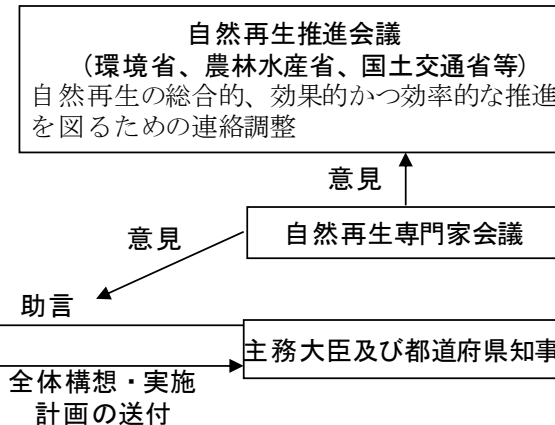 自然再生推進会議
（環境省、農林水産省、国土交通省等）
自然再生の総合的、効果的かつ効率的な推進
を図るための連絡調整
意見
自然再生専門家会議
意見
助言
主務大臣及び都道府県知事
全体構想・実施
計画の送付